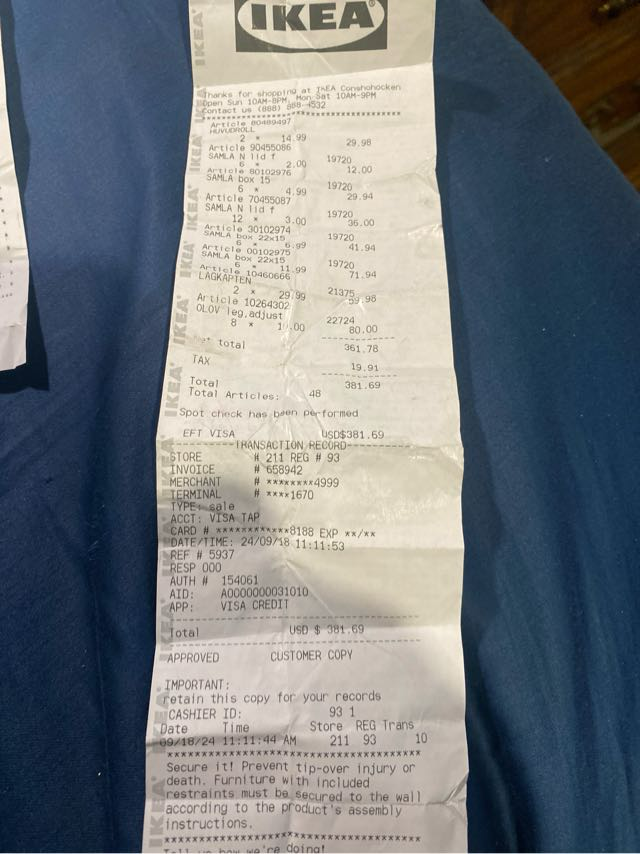 IKEA
Thanks for shopping at IKEA Conshohocken
Open Sun 10AM-8PM, Mon Sat 10AM-9PM
Contact us (888) 888-4532
Article 80489497
HUVUDROLL
2 * 14.99 29.98
Article 90455086
SAMLA N lid f 19720
6 * 2.00 12.00
Article 80102976
SAMLA box 15 19720
6 * 4.99 29.94
Article 70455087
SAMLA N lid f 19720
12 * 3.00 36.00
Article 30102974
SAMLA box 22x15 19720
6 * 6.99 41.94
Article 00102975
SAMLA box 22x15 19720
6 * 11.99 71.94
Article 10460666
LAGKAPTEN 21375
2 * 29.99 59.98
Article 10264302
OLOV leg,adjust 22724
8 * 10.00 80.00
Net total 361.78
TAX 19.91
Total 381.69
Total Articles: 48
Spot check has been performed
EFT VISA USD$381.69
TRANSACTION RECORD
STORE # 211 REG # 93
INVOICE # 658942
MERCHANT # ********4999
TERMINAL # ****1670
TYPE: sale
ACCT: VISA TAP
CARD # ************8188 EXP **/**
DATE/TIME: 24/09/18 11:11:53
REF # 5937
RESP 000
AUTH # 154061
AID: A0000000031010
APP: VISA CREDIT
Total USD $ 381.69
APPROVED CUSTOMER COPY
IMPORTANT:
retain this copy for your records
CASHIER ID: 93 1
Date Time Store REG Trans
09/18/24 11:11:44 AM 211 93 10
Secure it! Prevent tip-over injury or
death. Furniture with included
restraints must be secured to the wall
according to the product's assembly
instructions.
Tell us how we're doing!